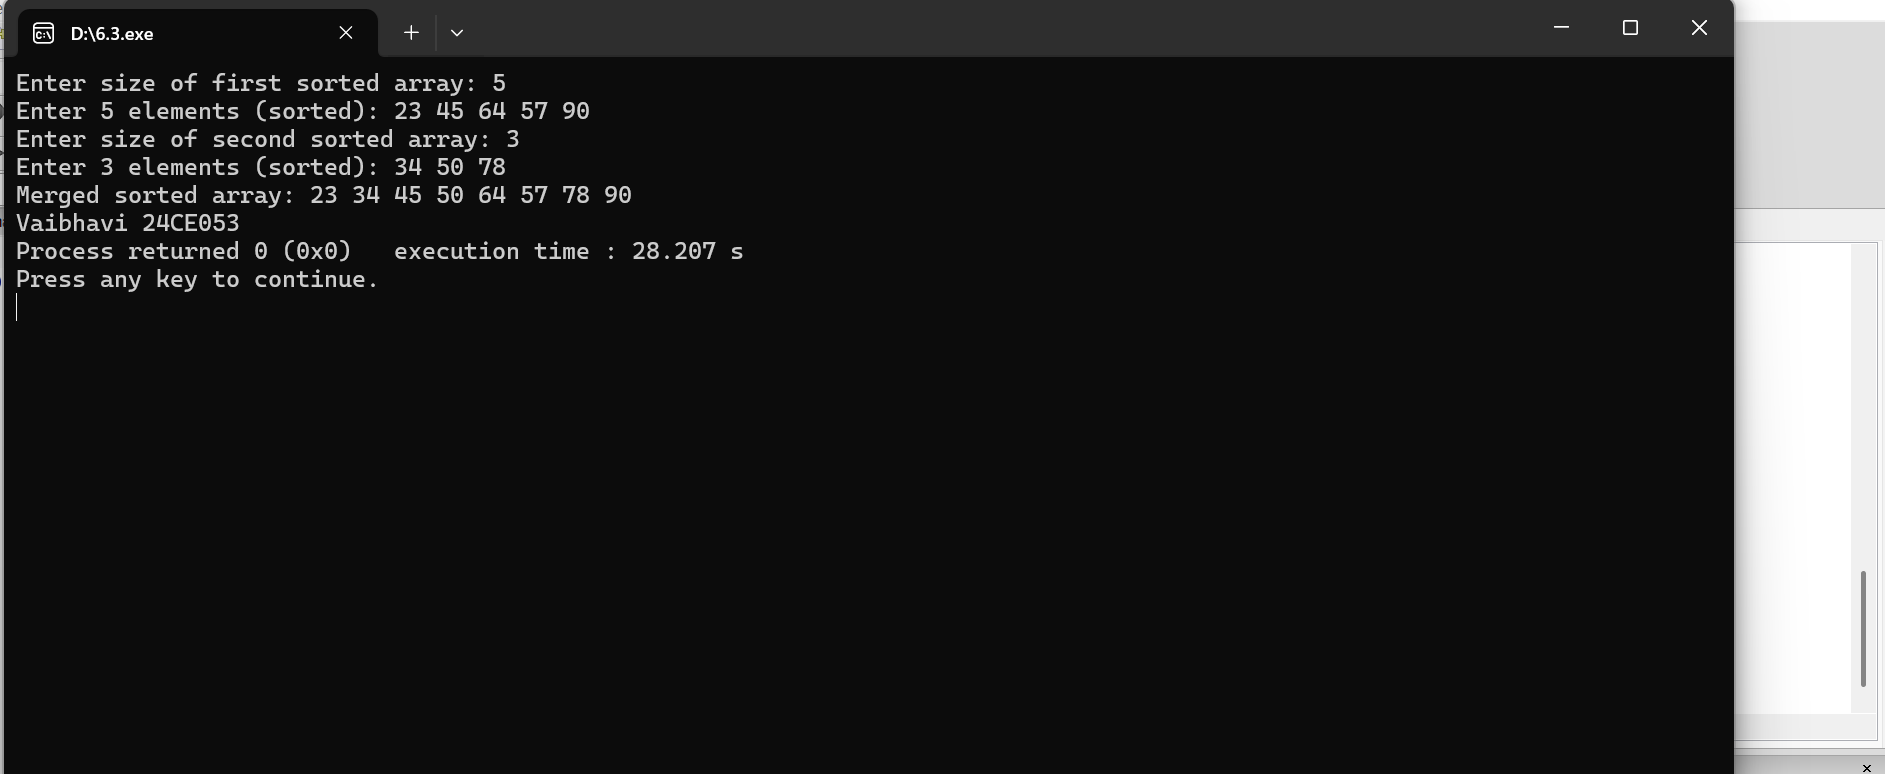 D:\6.3.exe
Enter size of first sorted array: 5
Enter 5 elements (sorted): 23 45 64 57 90
Enter size of second sorted array: 3
Enter 3 elements (sorted): 34 50 78
Merged sorted array: 23 34 45 50 64 57 78 90
Vaibhavi 24CE053
Process returned 0 (0x0)   execution time : 28.207 s
Press any key to continue.